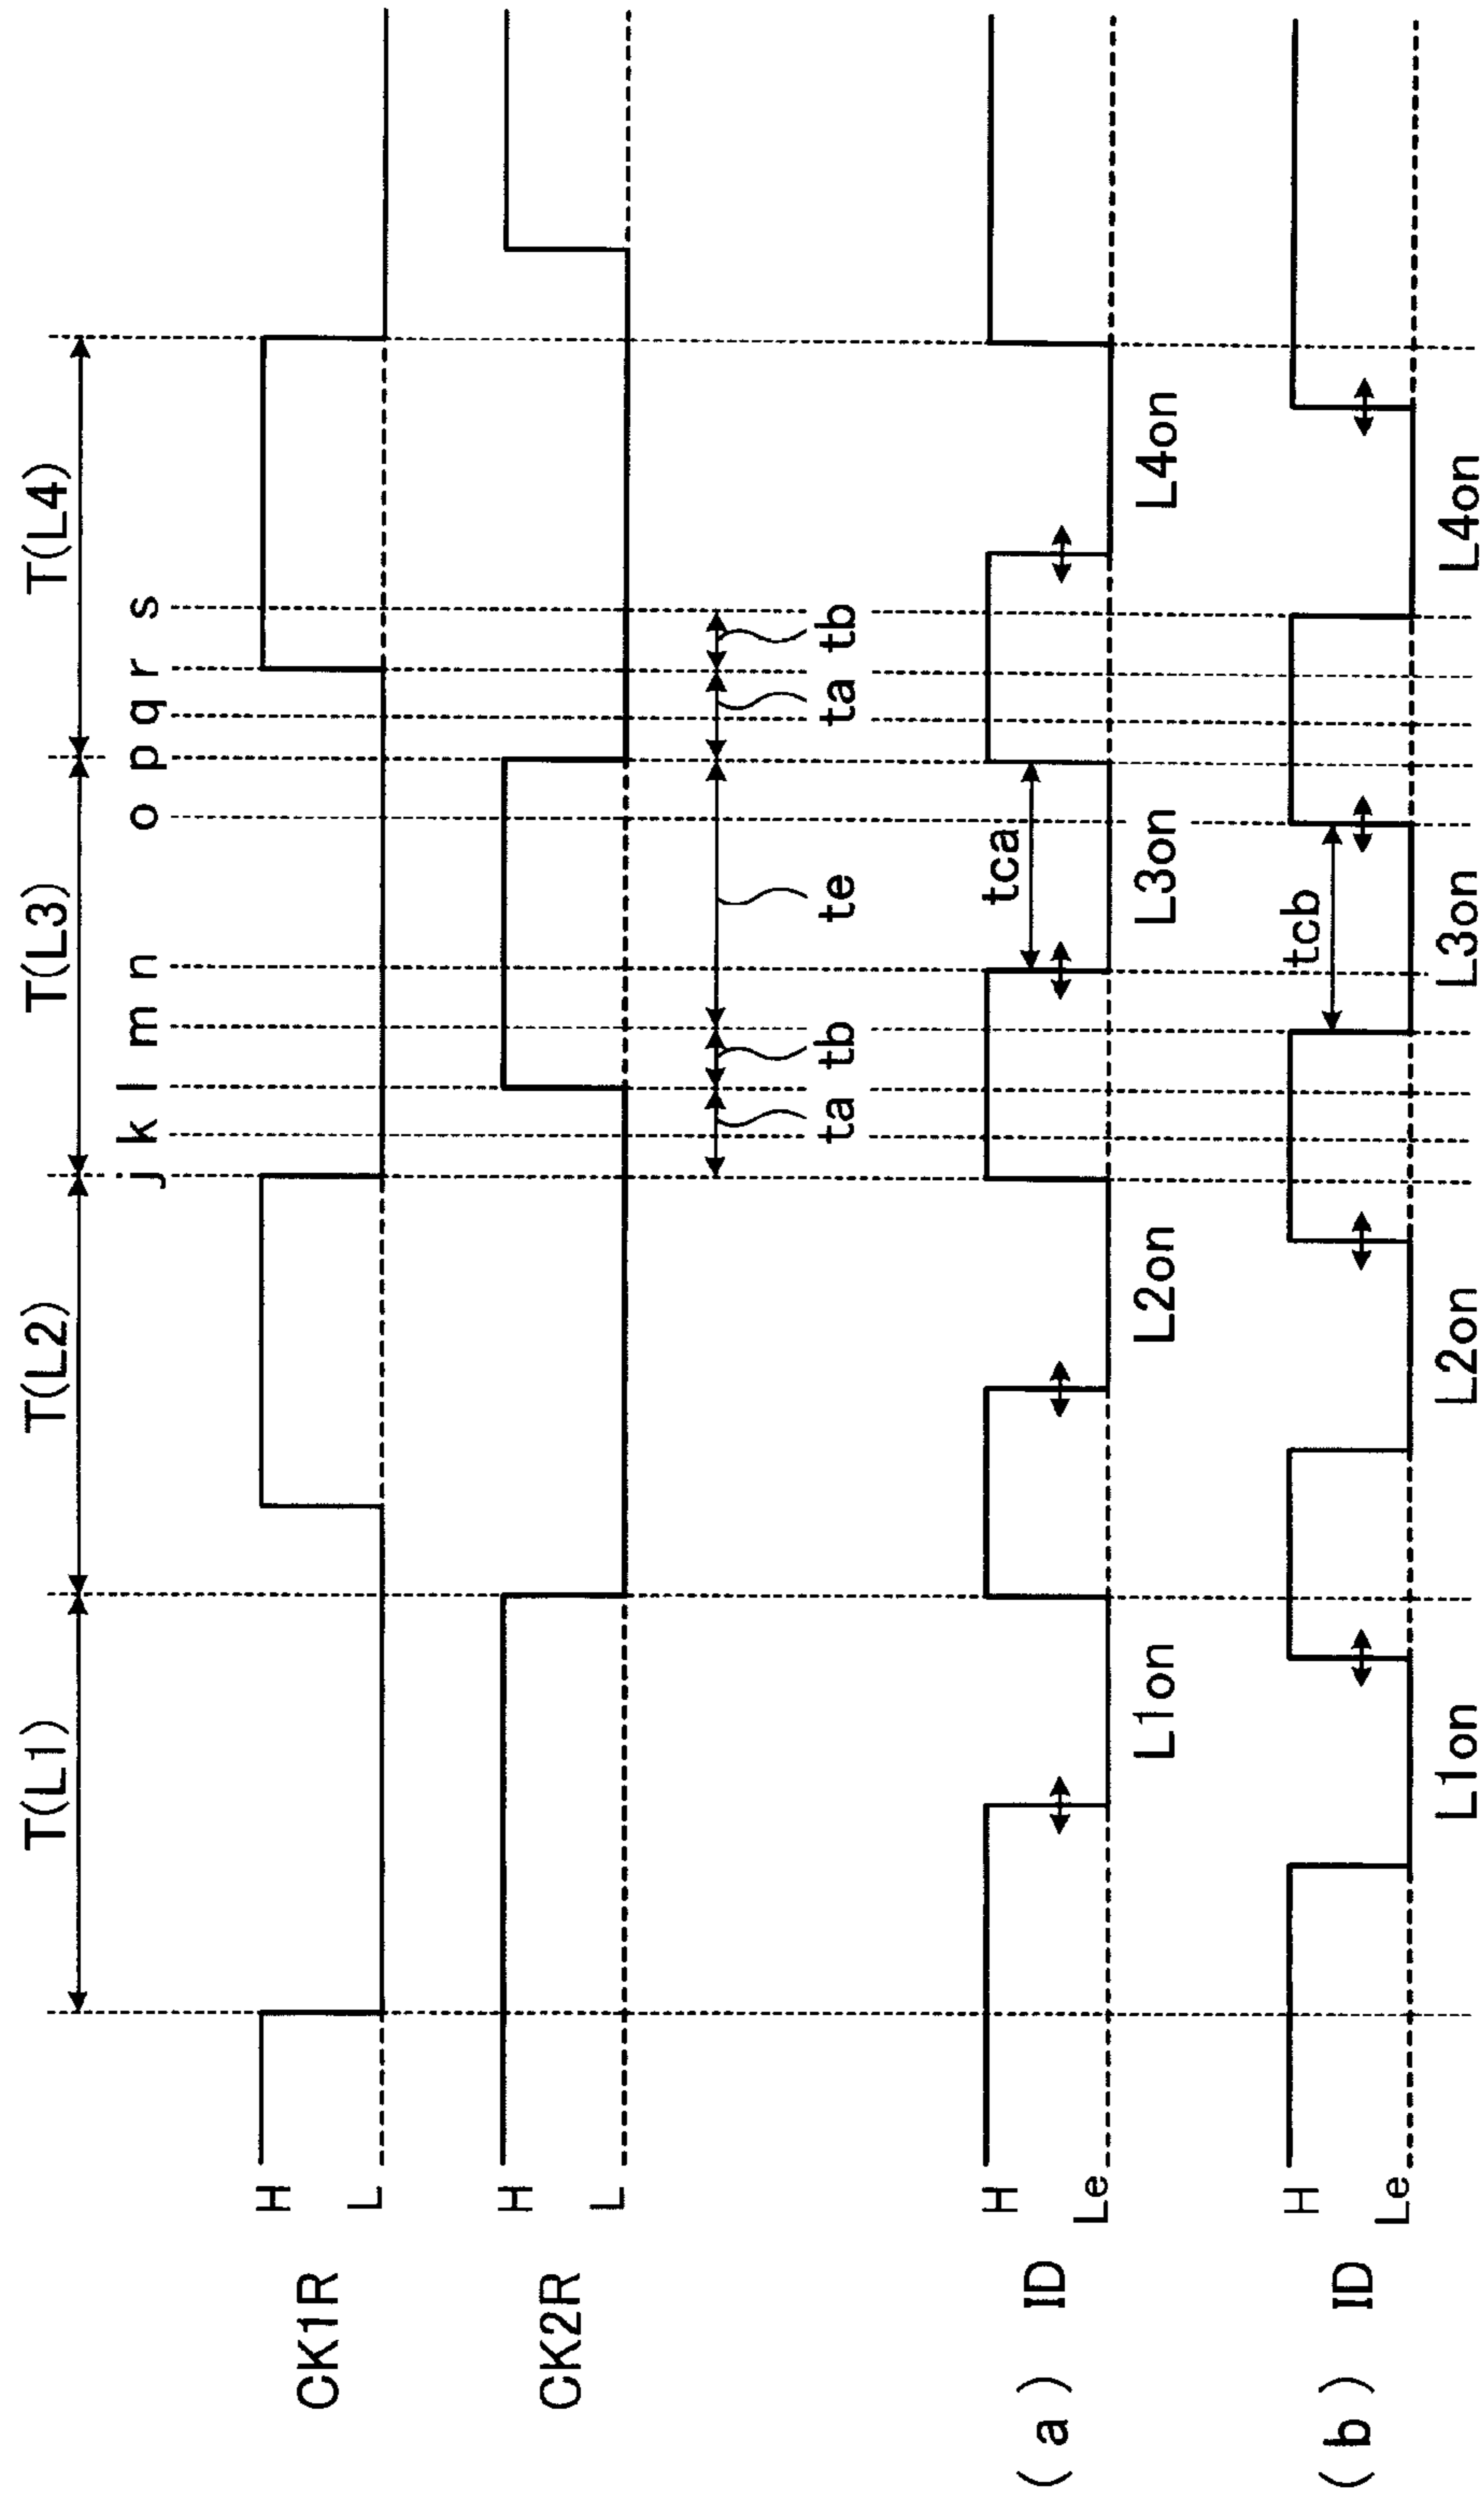 T(L1) T(L2) T(L3) T(L4)
j k l m n o p q r s
CK1R H L
CK2R H L
ta tb te ta tb
(a) ID H Le
tca
L1on L2on L3on L4on
(b) ID H Le
tcb
L1on L2on L3on L4on